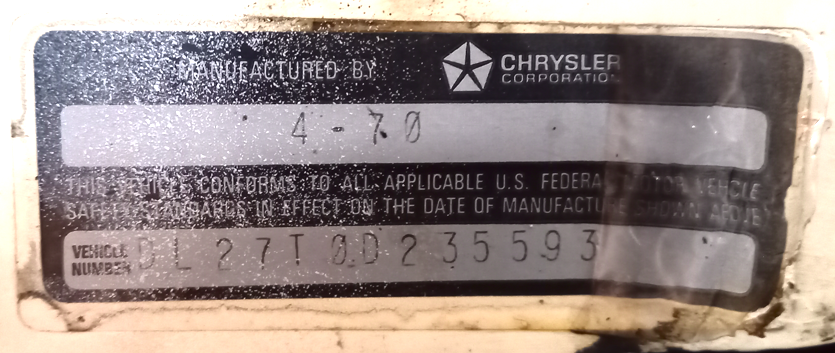 MANUFACTURED BY CHRYSLER CORPORATION
4-70
THIS VEHICLE CONFORMS TO ALL APPLICABLE U.S. FEDERAL MOTOR VEHICLE
SAFETY STANDARDS IN EFFECT ON THE DATE OF MANUFACTURE SHOWN ABOVE
VEHICLE NUMBER DL27T0D235593